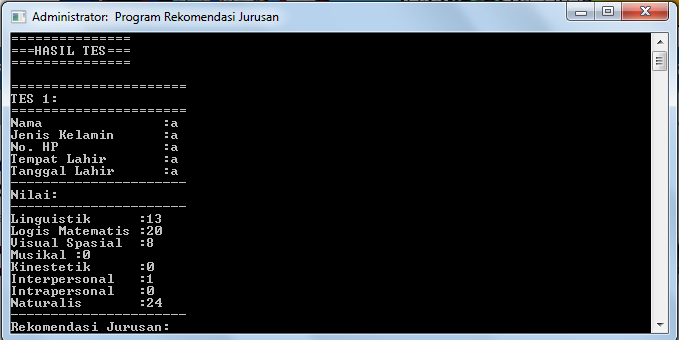 Administrator:  Program Rekomendasi Jurusan
===============
===HASIL TES===
===============
======================
TES 1:
======================
Nama               :a
Jenis Kelamin      :a
No. HP             :a
Tempat Lahir       :a
Tanggal Lahir      :a
----------------------
Nilai:
----------------------
Linguistik      :13
Logis Matematis :20
Visual Spasial  :8
Musikal :0
Kinestetik      :0
Interpersonal   :1
Intrapersonal   :0
Naturalis       :24
----------------------
Rekomendasi Jurusan: